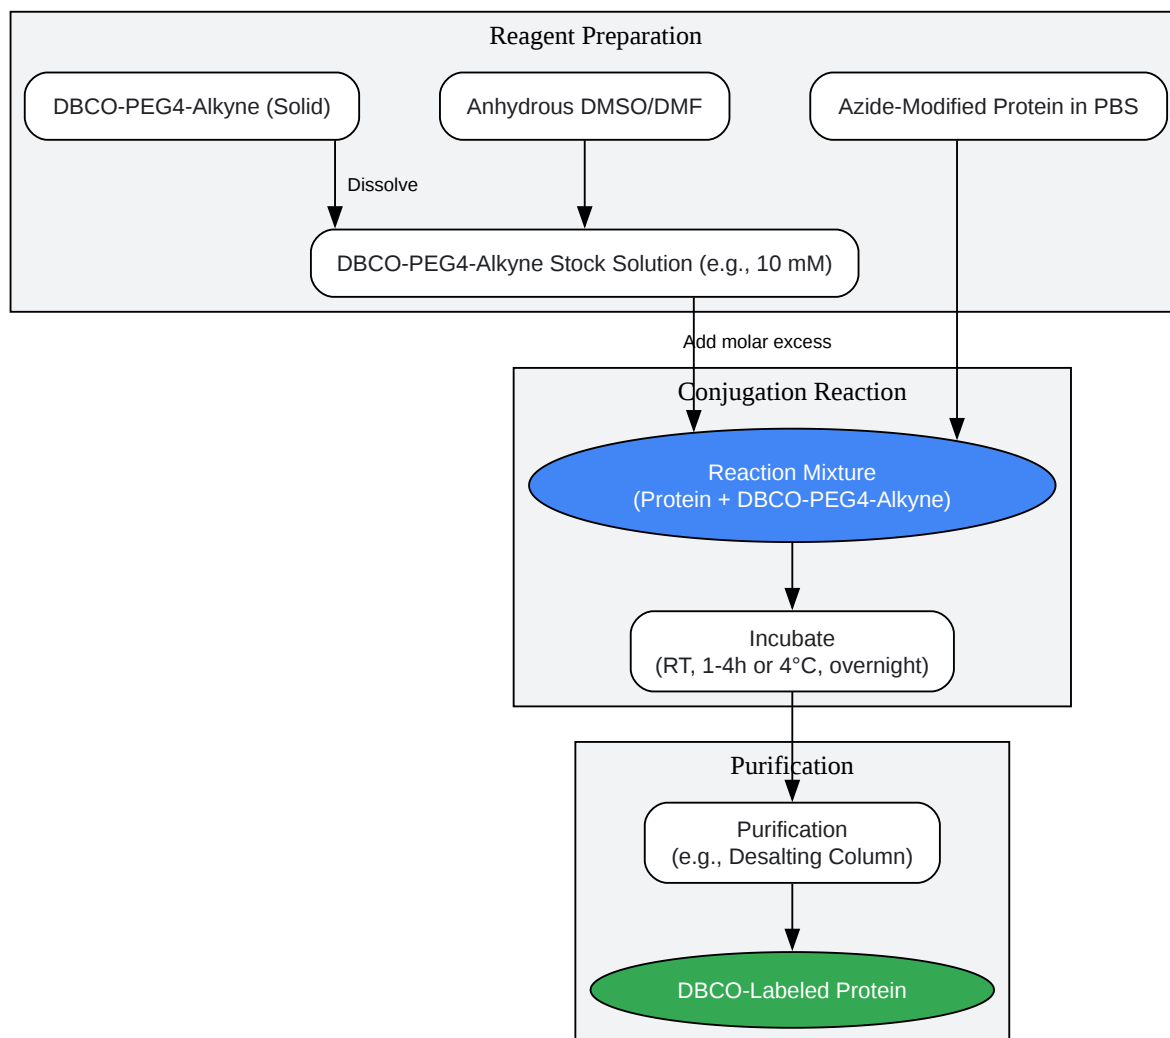 Reagent Preparation
DBCO-PEG4-Alkyne (Solid)
Anhydrous DMSO/DMF
Azide-Modified Protein in PBS
Dissolve
DBCO-PEG4-Alkyne Stock Solution (e.g., 10 mM)
Add molar excess
Conjugation Reaction
Reaction Mixture
(Protein + DBCO-PEG4-Alkyne)
Incubate
(RT, 1-4h or 4°C, overnight)
Purification
Purification
(e.g., Desalting Column)
DBCO-Labeled Protein